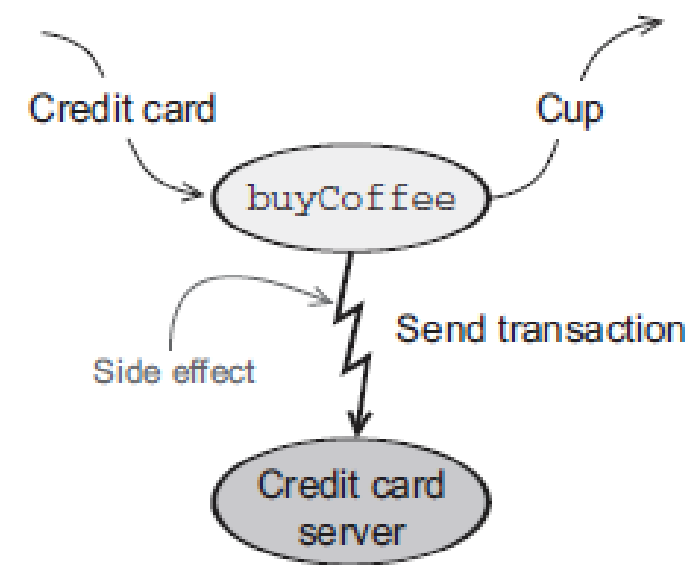 Credit card
Cup
buyCoffee
Send transaction
Side effect
Credit card
server